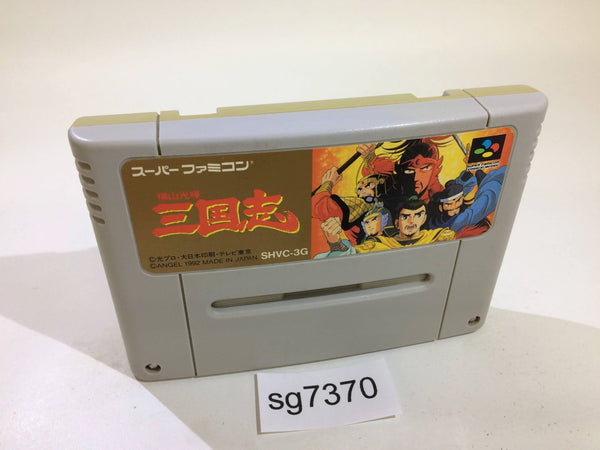 スーパーファミコン®
横山光輝
三国志
©光プロ・大日本印刷・テレビ東京
©ANGEL 1992 MADE IN JAPAN SHVC-3G
sg7370